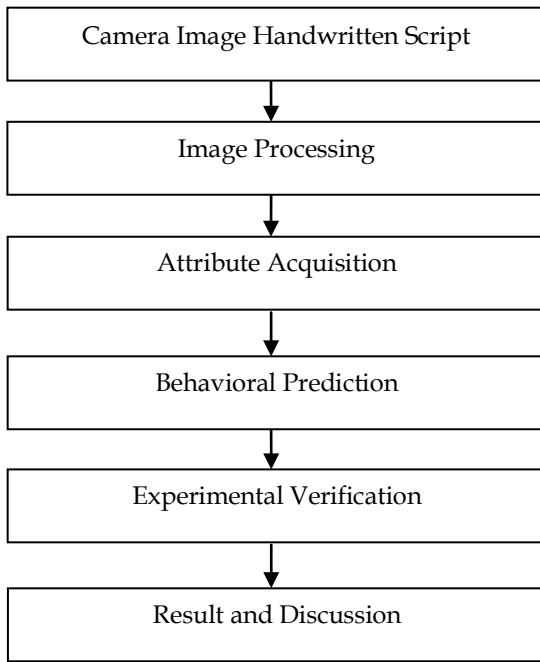 Camera Image Handwritten Script
Image Processing
Attribute Acquisition
Behavioral Prediction
Experimental Verification
Result and Discussion